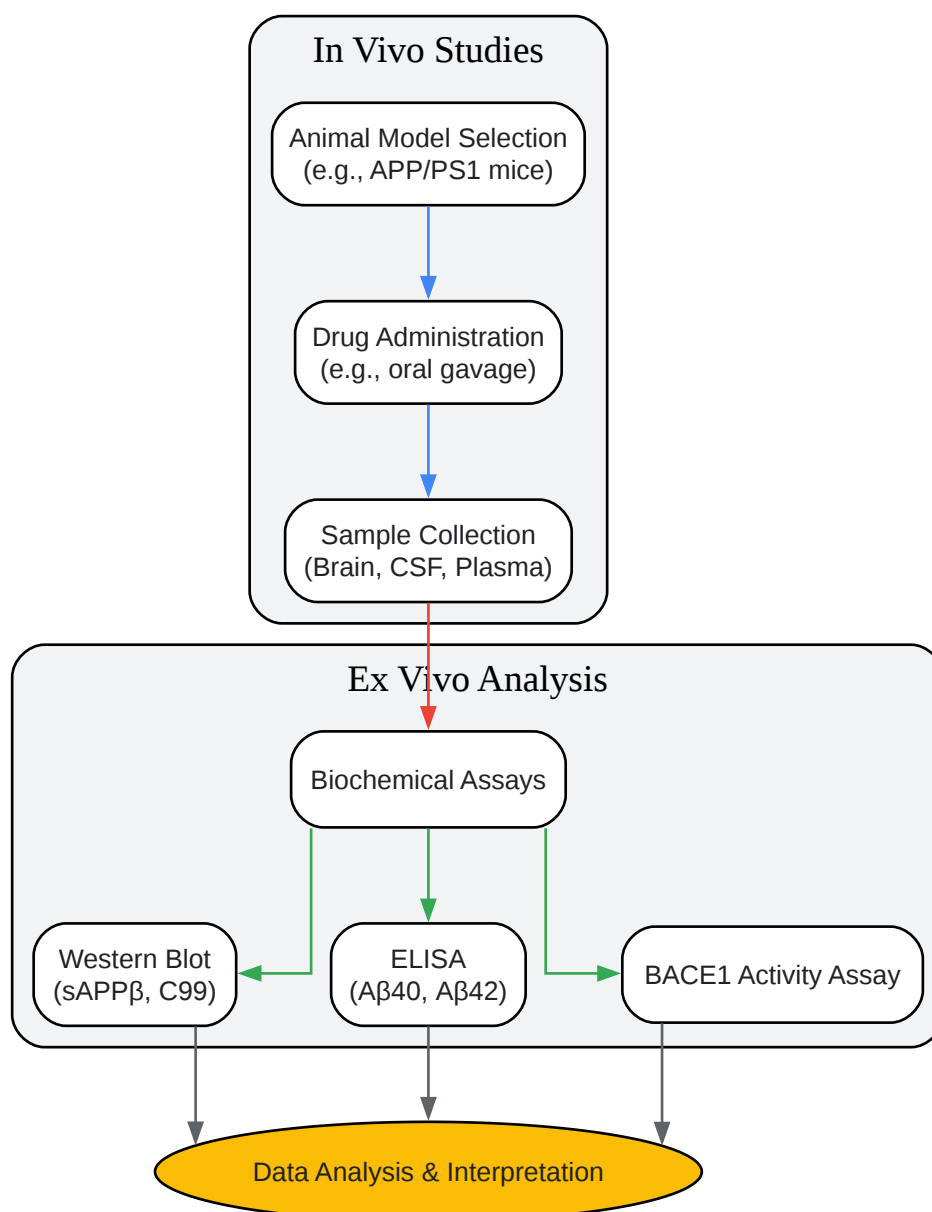 In Vivo Studies
Animal Model Selection
(e.g., APP/PS1 mice)
Drug Administration
(e.g., oral gavage)
Sample Collection
(Brain, CSF, Plasma)
Ex Vivo Analysis
Biochemical Assays
Western Blot
(sAPPβ, C99)
ELISA
(Aβ40, Aβ42)
BACE1 Activity Assay
Data Analysis & Interpretation